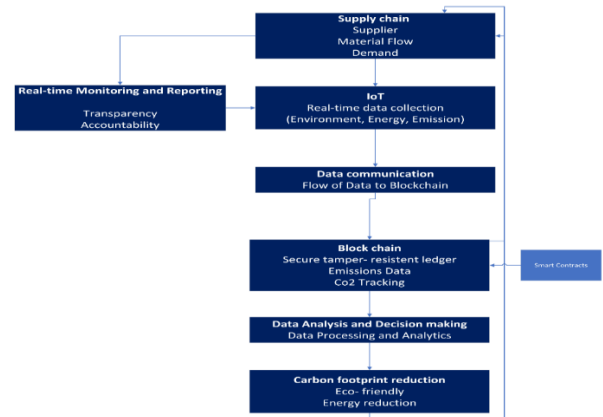 Supply chain
Supplier
Material Flow
Demand
Real-time Monitoring and Reporting
Transparency
Accountability
IoT
Real-time data collection
(Environment, Energy, Emission)
Data communication
Flow of Data to Blockchain
Block chain
Secure tamper- resistent ledger
Emissions Data
Co2 Tracking
Smart Contracts
Data Analysis and Decision making
Data Processing and Analytics
Carbon footprint reduction
Eco- friendly
Energy reduction